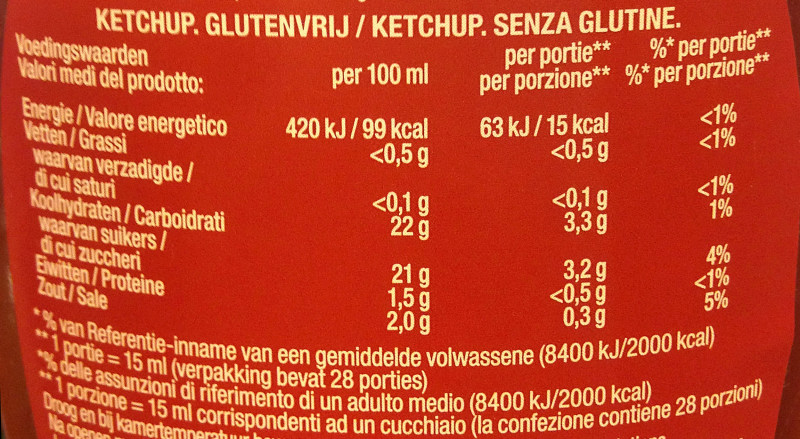 KETCHUP. GLUTENVRIJ / KETCHUP. SENZA GLUTINE.
Voedingswaarden per portie** %* per portie**
Valori medi del prodotto: per 100 ml per porzione** %* per porzione**
Energie / Valore energetico 420 kJ / 99 kcal 63 kJ / 15 kcal <1%
Vetten / Grassi <0,5 g <0,5 g <1%
waarvan verzadigde /
di cui saturi <0,1 g <0,1 g <1%
Koolhydraten / Carboidrati 22 g 3,3 g 1%
waarvan suikers /
di cui zuccheri 21 g 3,2 g 4%
Eiwitten / Proteine 1,5 g <0,5 g <1%
Zout / Sale 2,0 g 0,3 g 5%
* % van Referentie-inname van een gemiddelde volwassene (8400 kJ/2000 kcal)
** 1 portie = 15 ml (verpakking bevat 28 porties)
*% delle assunzioni di riferimento di un adulto medio (8400 kJ/2000 kcal)
** 1 porzione = 15 ml corrispondenti ad un cucchiaio (la confezione contiene 28 porzioni)
Droog en bij kamertemperatuur
Na openen